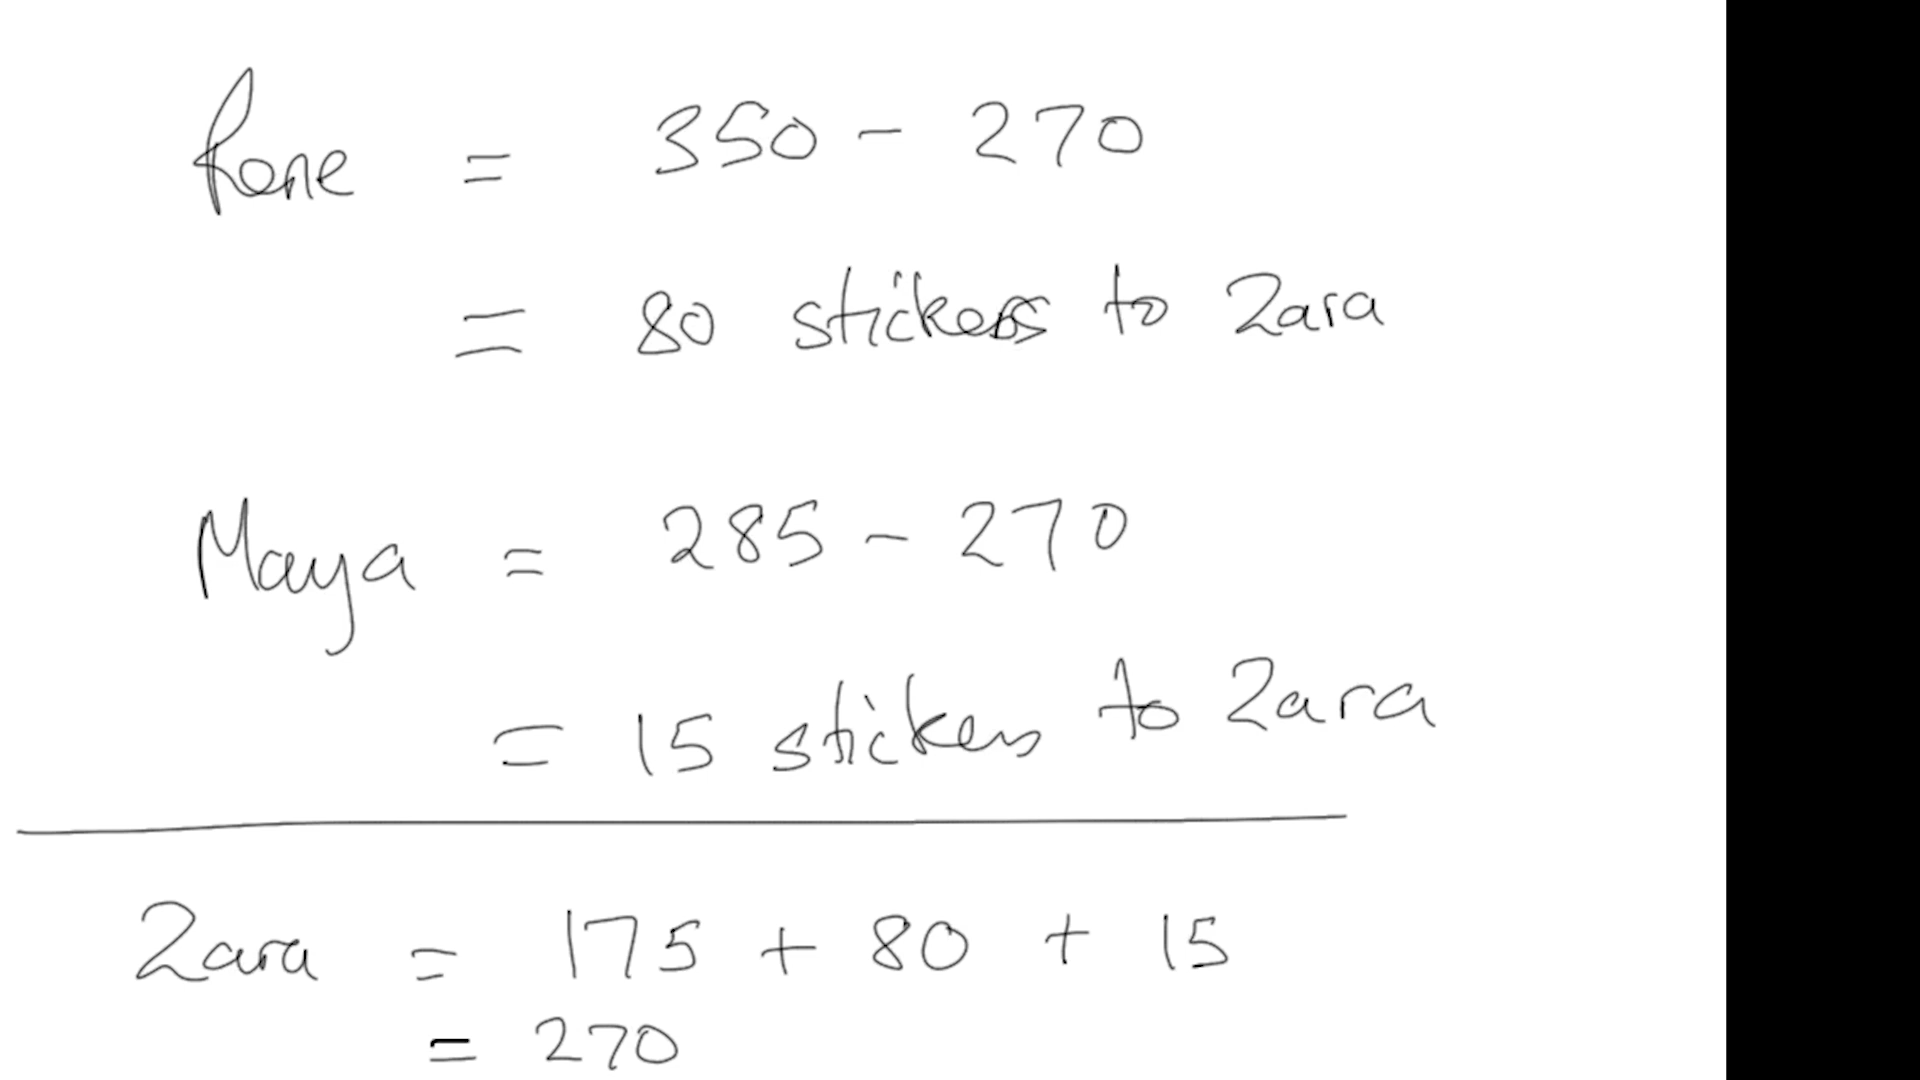 Rene = 350 - 270
= 80 stickers to Zara
Maya = 285 - 270
= 15 stickers to Zara
Zara = 175 + 80 + 15
= 270